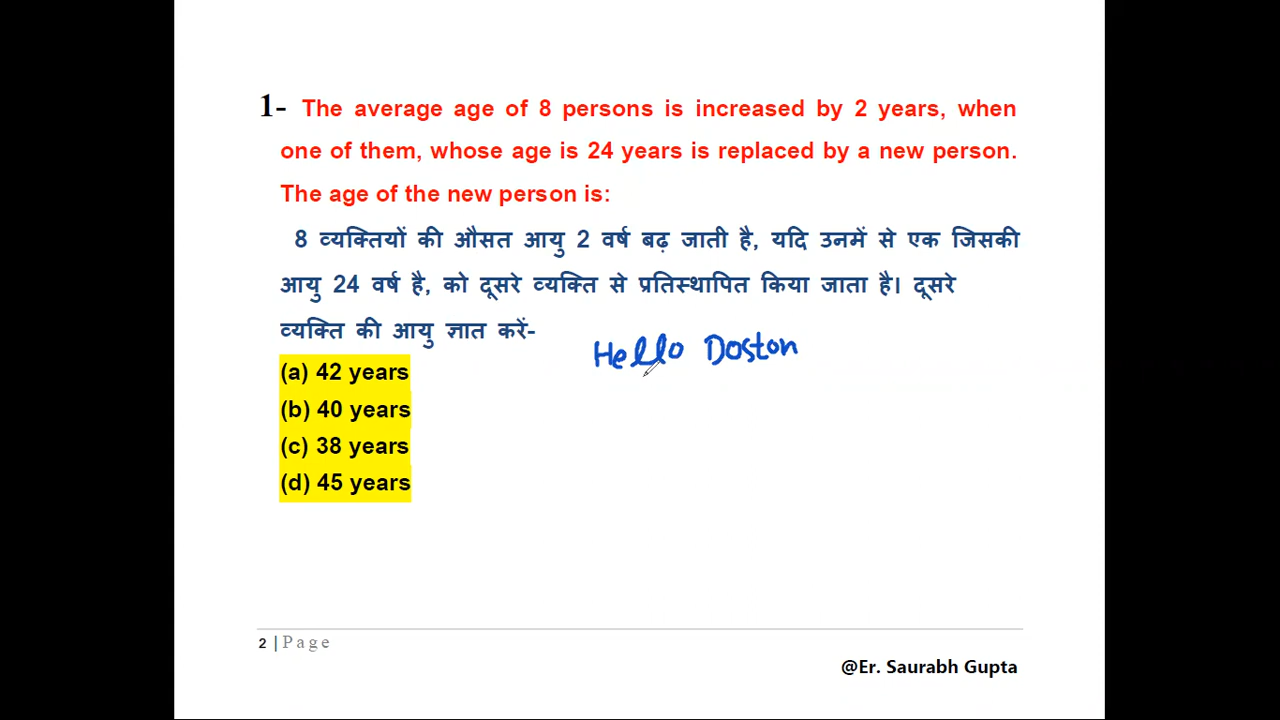 1- The average age of 8 persons is increased by 2 years, when
one of them, whose age is 24 years is replaced by a new person.
The age of the new person is:
8 व्यक्तियों की औसत आयु 2 वर्ष बढ़ जाती है, यदि उनमें से एक जिसकी
आयु 24 वर्ष है, को दूसरे व्यक्ति से प्रतिस्थापित किया जाता है। दूसरे
व्यक्ति की आयु ज्ञात करें-
Hello Doston
(a) 42 years
(b) 40 years
(c) 38 years
(d) 45 years
2 | Page
@Er. Saurabh Gupta